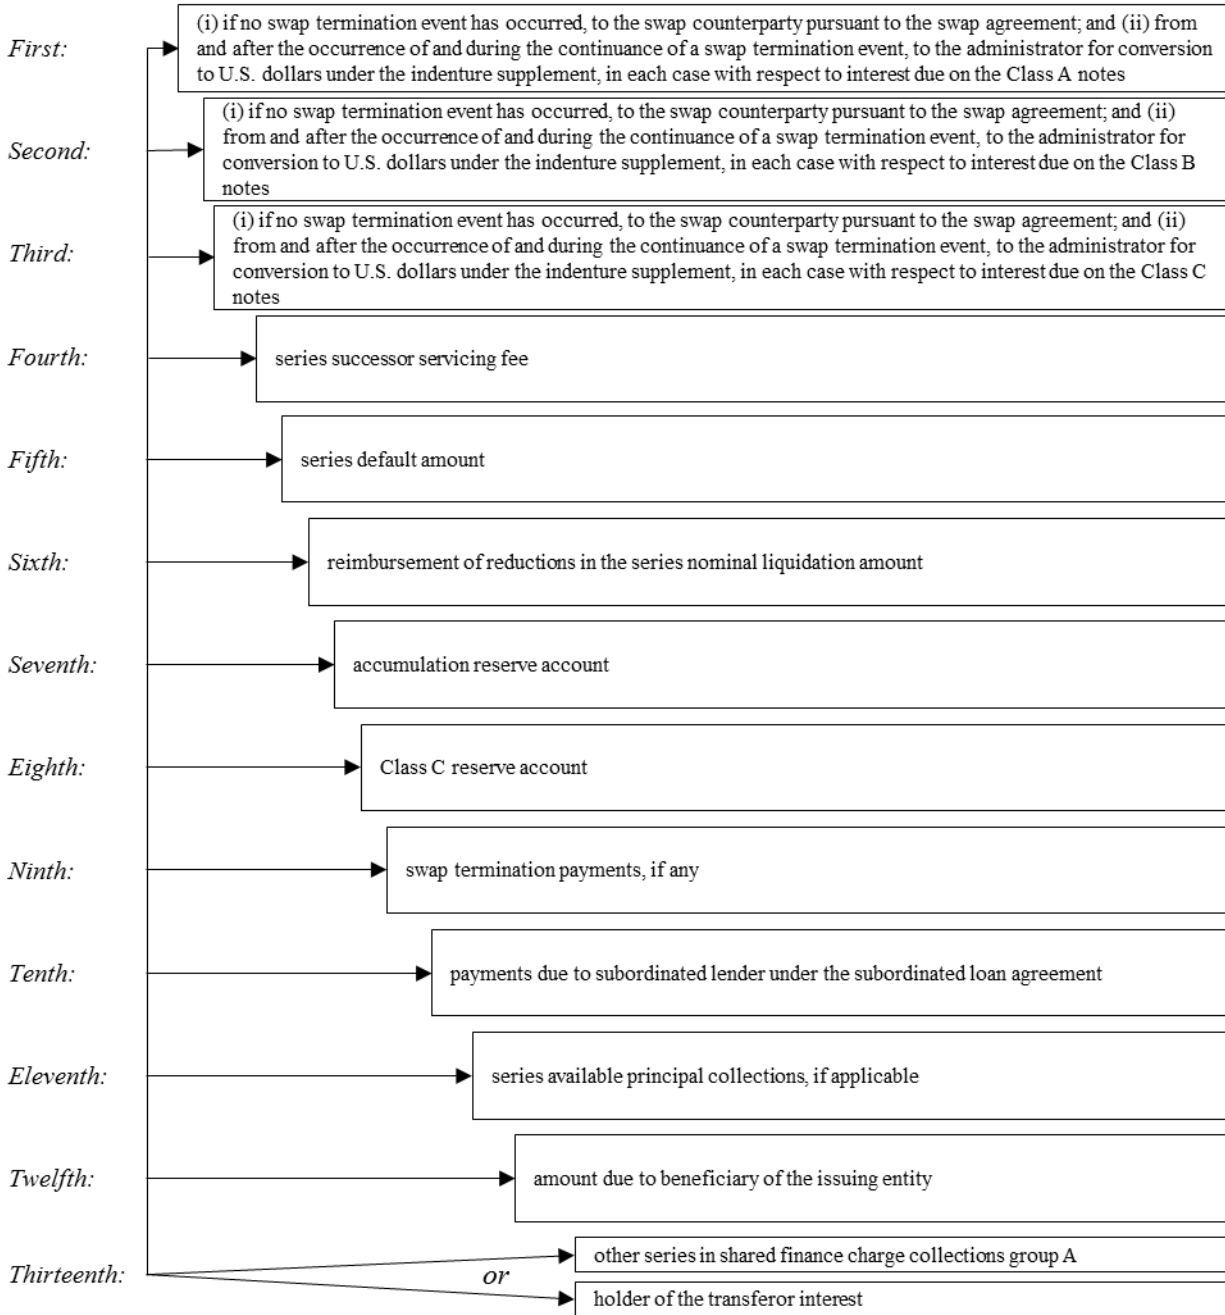 First:
(i) if no swap termination event has occurred, to the swap counterparty pursuant to the swap agreement; and (ii) from
and after the occurrence of and during the continuance of a swap termination event, to the administrator for conversion
to U.S. dollars under the indenture supplement, in each case with respect to interest due on the Class A notes
Second:
(i) if no swap termination event has occurred, to the swap counterparty pursuant to the swap agreement; and (ii)
from and after the occurrence of and during the continuance of a swap termination event, to the administrator for
conversion to U.S. dollars under the indenture supplement, in each case with respect to interest due on the Class B
notes
Third:
(i) if no swap termination event has occurred, to the swap counterparty pursuant to the swap agreement; and (ii)
from and after the occurrence of and during the continuance of a swap termination event, to the administrator for
conversion to U.S. dollars under the indenture supplement, in each case with respect to interest due on the Class C
notes
Fourth:
series successor servicing fee
Fifth:
series default amount
Sixth:
reimbursement of reductions in the series nominal liquidation amount
Seventh:
accumulation reserve account
Eighth:
Class C reserve account
Ninth:
swap termination payments, if any
Tenth:
payments due to subordinated lender under the subordinated loan agreement
Eleventh:
series available principal collections, if applicable
Twelfth:
amount due to beneficiary of the issuing entity
Thirteenth:
other series in shared finance charge collections group A
or
holder of the transferor interest